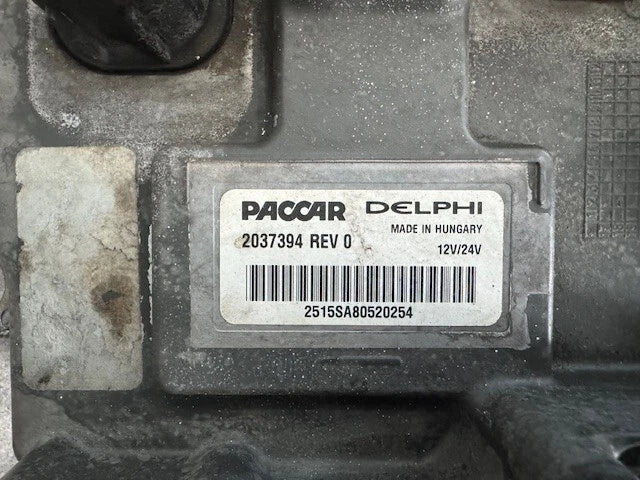 PACCAR DELPHI
MADE IN HUNGARY
2037394 REV 0
12V/24V
2515SA80520254